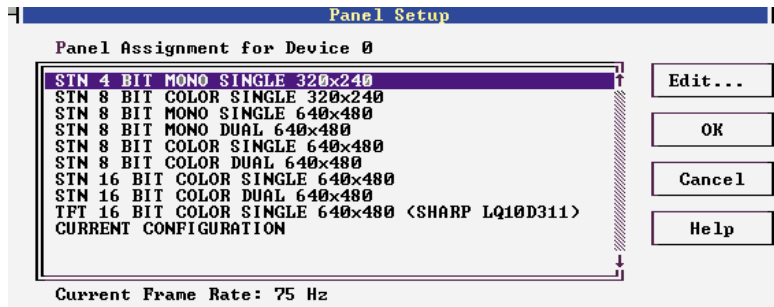 Panel Setup
Panel Assignment for Device 0
STN 4 BIT MONO SINGLE 320x240
STN 8 BIT COLOR SINGLE 320x240
STN 8 BIT MONO SINGLE 640x480
STN 8 BIT MONO DUAL 640x480
STN 8 BIT COLOR SINGLE 640x480
STN 8 BIT COLOR DUAL 640x480
STN 16 BIT COLOR SINGLE 640x480
STN 16 BIT COLOR DUAL 640x480
TFT 16 BIT COLOR SINGLE 640x480 (SHARP LQ10D311)
CURRENT CONFIGURATION
Edit...
OK
Cancel
Help
Current Frame Rate: 75 Hz